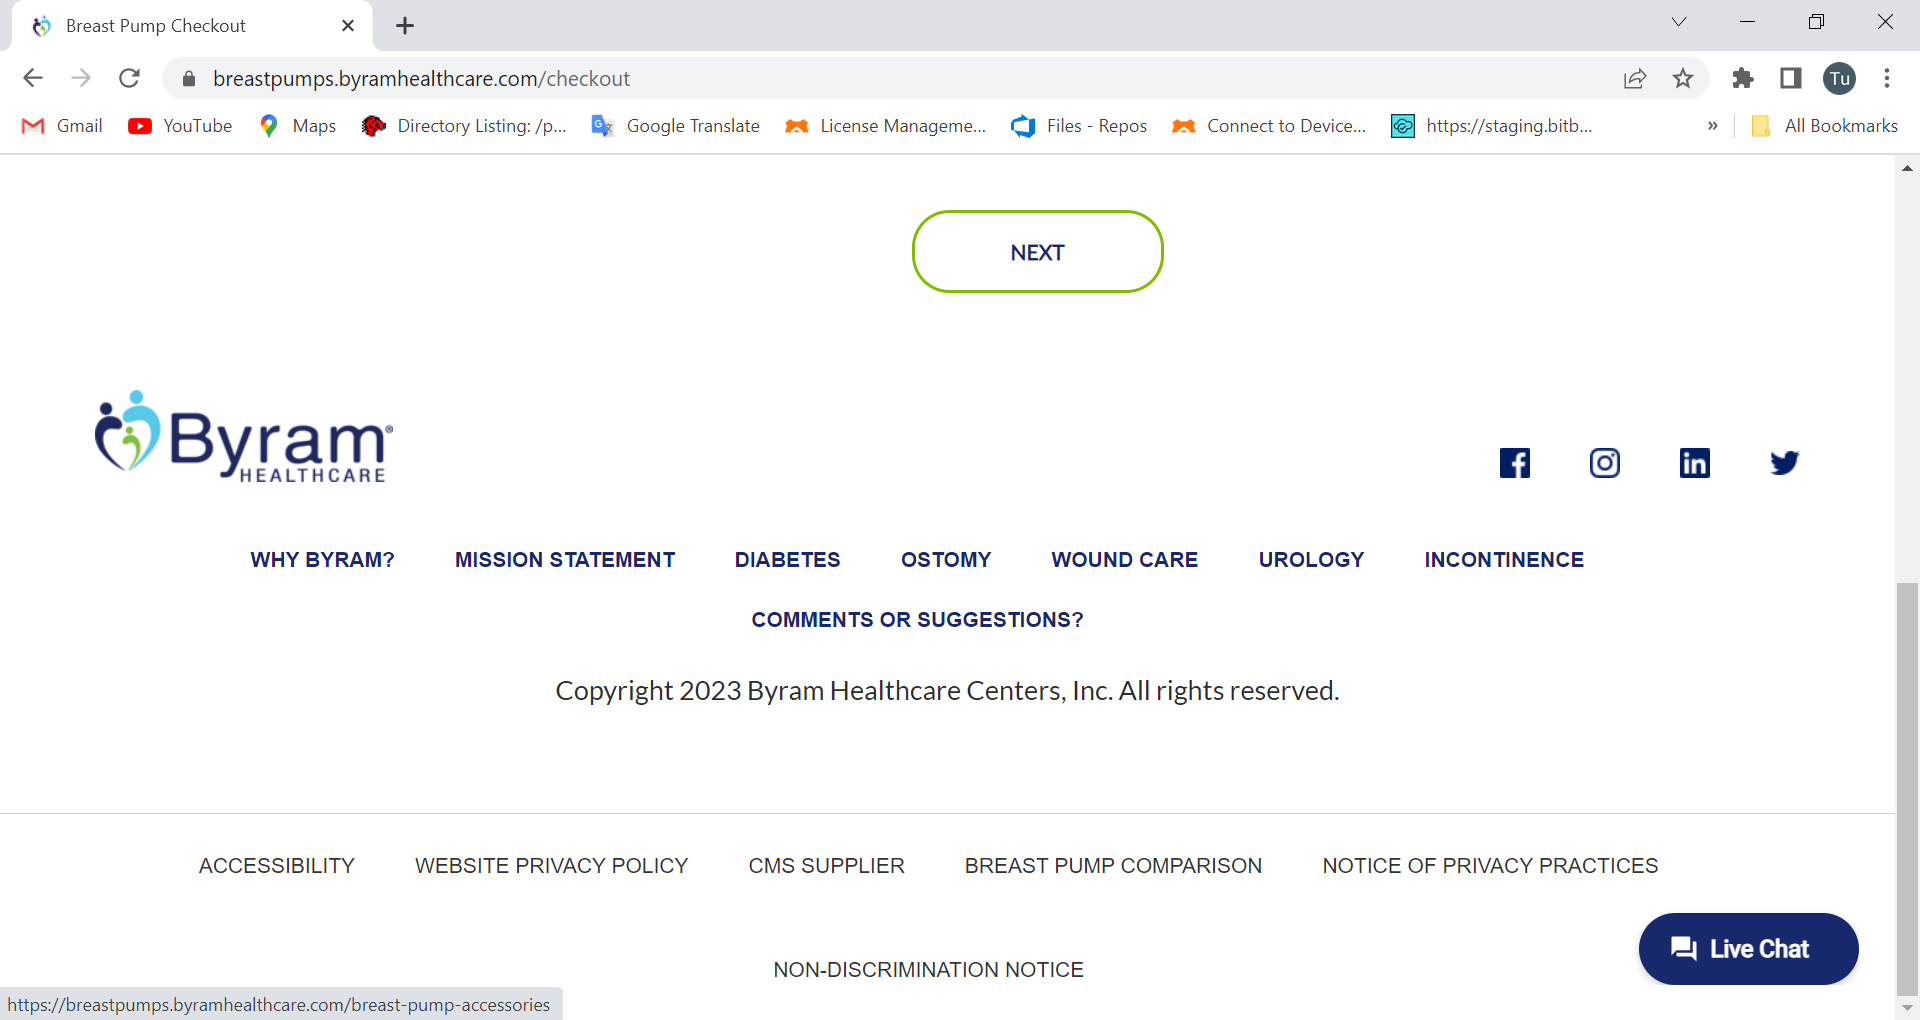 Breast Pump Checkout
breastpumps.byramhealthcare.com/checkout
Tu
Gmail YouTube Maps Directory Listing: /p... Google Translate License Manageme... Files - Repos Connect to Device... https://staging.bitb... » All Bookmarks
NEXT
Byram®
HEALTHCARE
WHY BYRAM? MISSION STATEMENT DIABETES OSTOMY WOUND CARE UROLOGY INCONTINENCE
COMMENTS OR SUGGESTIONS?
Copyright 2023 Byram Healthcare Centers, Inc. All rights reserved.
ACCESSIBILITY WEBSITE PRIVACY POLICY CMS SUPPLIER BREAST PUMP COMPARISON NOTICE OF PRIVACY PRACTICES
Live Chat
NON-DISCRIMINATION NOTICE
https://breastpumps.byramhealthcare.com/breast-pump-accessories